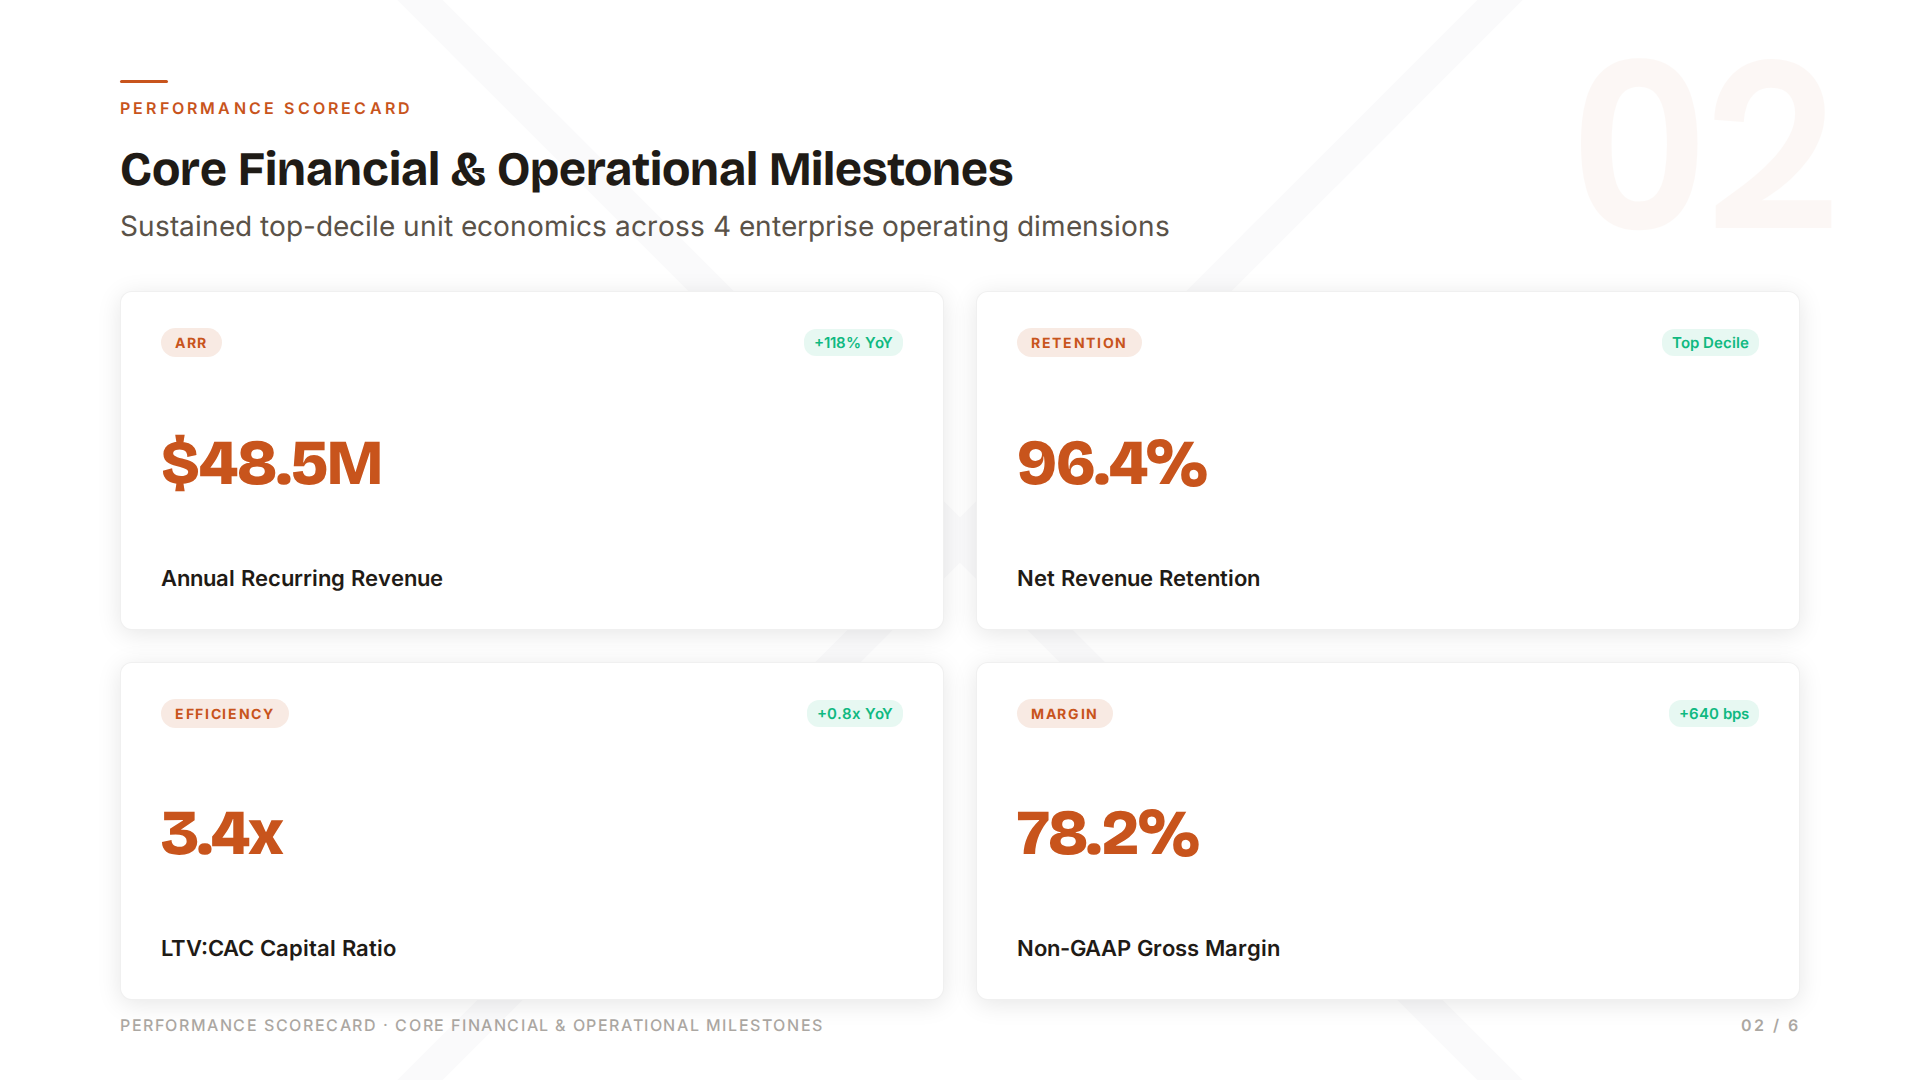 02
PERFORMANCE SCORECARD
Core Financial & Operational Milestones
Sustained top-decile unit economics across 4 enterprise operating dimensions
ARR
+118% YoY
$48.5M
Annual Recurring Revenue
RETENTION
Top Decile
96.4%
Net Revenue Retention
EFFICIENCY
+0.8x YoY
3.4x
LTV:CAC Capital Ratio
MARGIN
+640 bps
78.2%
Non-GAAP Gross Margin
PERFORMANCE SCORECARD · CORE FINANCIAL & OPERATIONAL MILESTONES
02 / 6